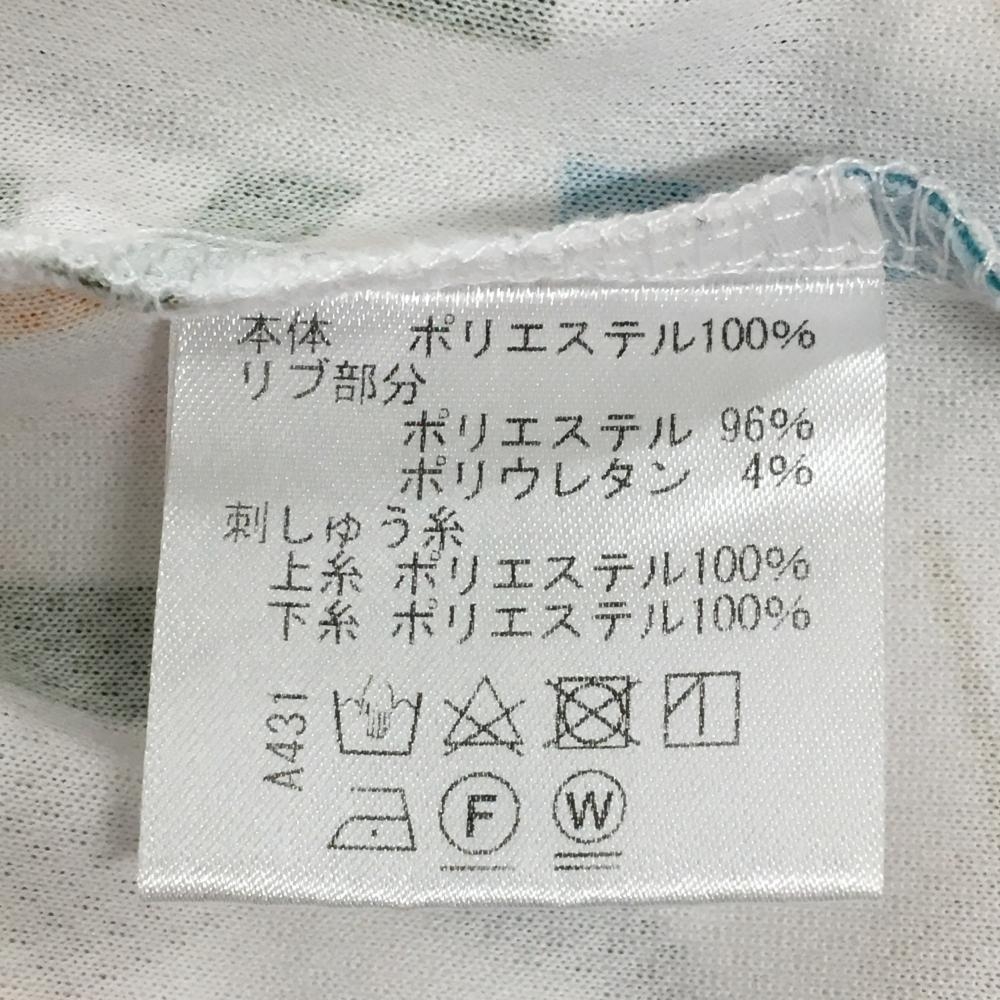 本体 ポリエステル100%
リブ部分
ポリエステル 96%
ポリウレタン 4%
刺しゅう糸
上糸 ポリエステル100%
下糸 ポリエステル100%
A431
F W